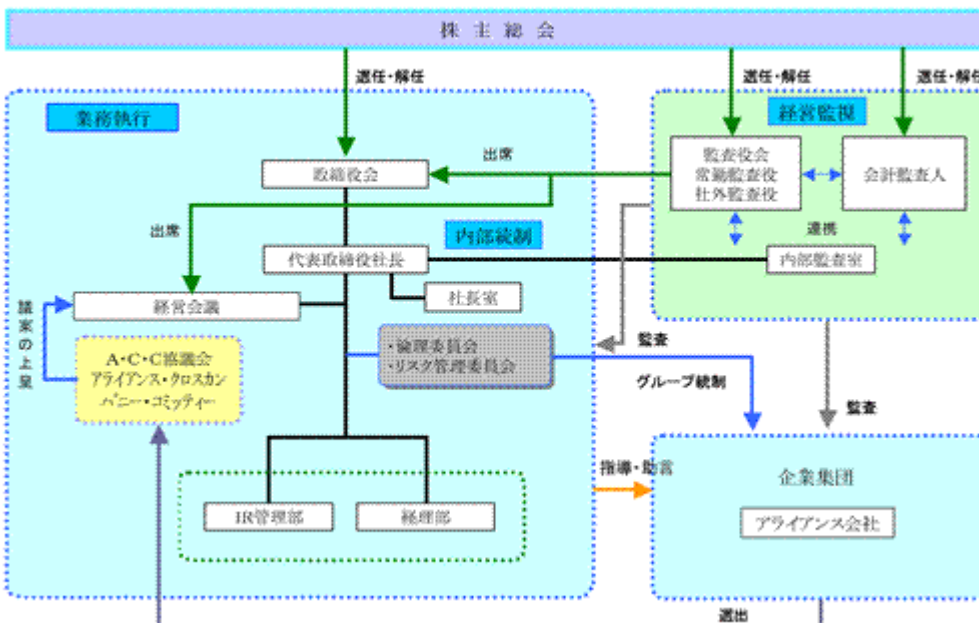 株主総会
選任・解任
選任・解任
選任・解任
業務執行
経営監視
取締役会
出席
監査役会
常勤監査役
社外監査役
会計監査人
連携
出席
内部統制
代表取締役社長
内部監査室
社長室
経営会議
議案の上呈
A・C・C協議会
アライアンス・クロスカン
パニー・コミッティー
・倫理委員会
・リスク管理委員会
監査
グループ統制
監査
指導・助言
企業集団
アライアンス会社
IR管理部
経理部
選出